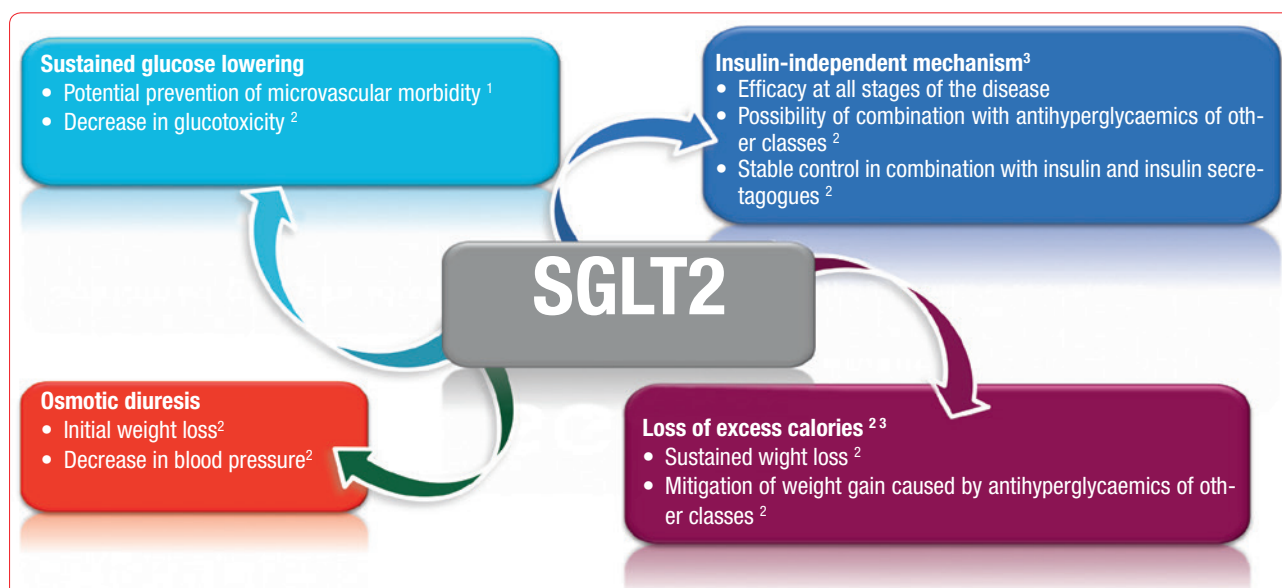 Sustained glucose lowering
• Potential prevention of microvascular morbidity ¹
• Decrease in glucotoxicity ²
Insulin-independent mechanism³
• Efficacy at all stages of the disease
• Possibility of combination with antihyperglycaemics of oth-
er classes ²
• Stable control in combination with insulin and insulin secre-
tagogues ²
SGLT2
Osmotic diuresis
• Initial weight loss²
• Decrease in blood pressure²
Loss of excess calories ² ³
• Sustained wight loss ²
• Mitigation of weight gain caused by antihyperglycaemics of oth-
er classes ²